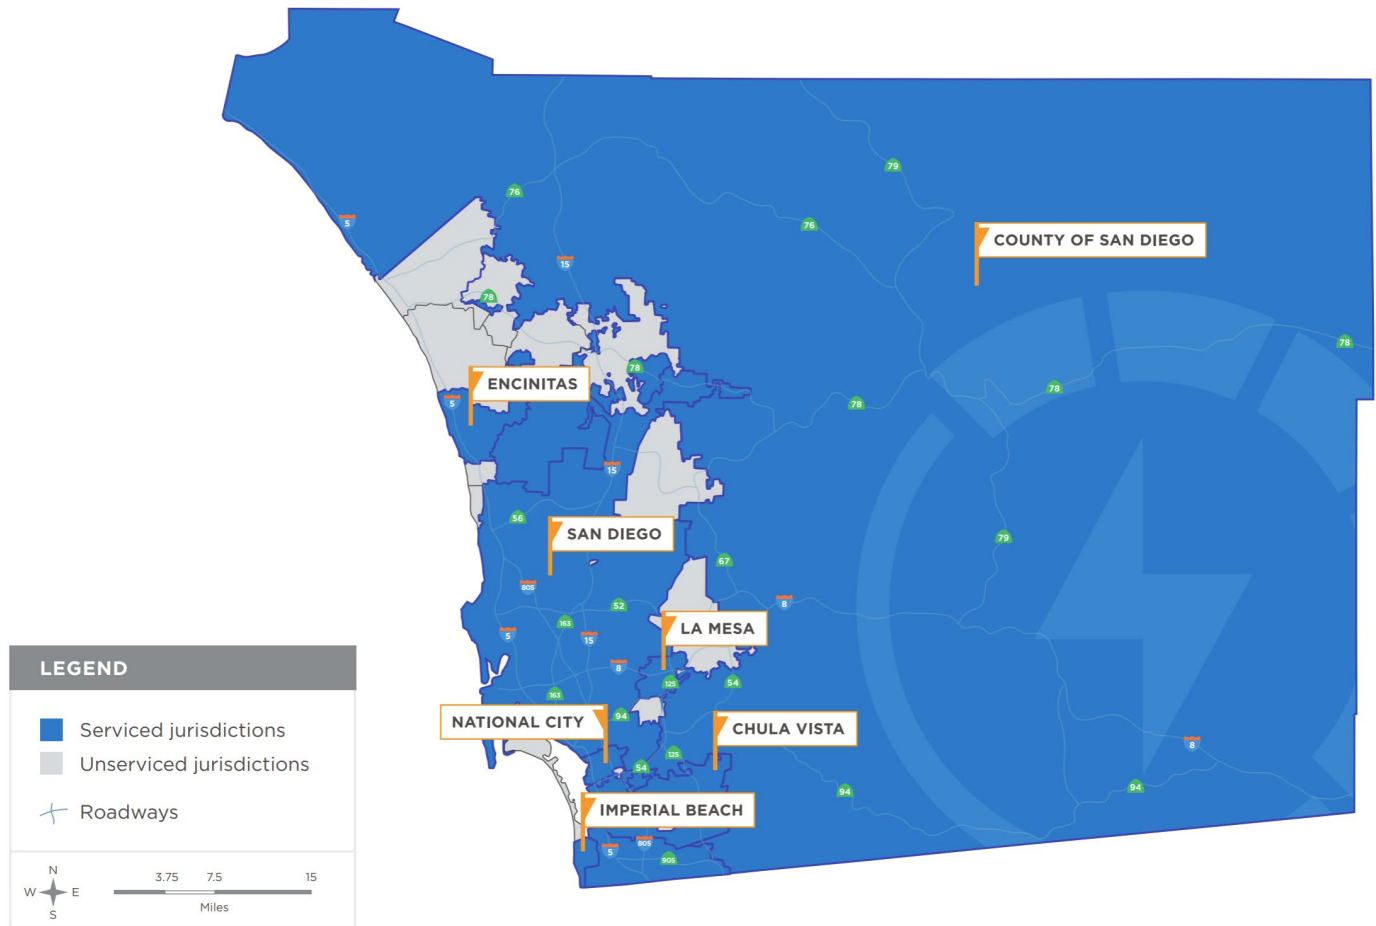 79
76
76
5
COUNTY OF SAN DIEGO
15
78
78
78
ENCINITAS
78
5
78
15
56
SAN DIEGO
79
67
805
8
52
163
LA MESA
5
15
8
125
54
163
NATIONAL CITY
94
CHULA VISTA
8
125
54
94
94
IMPERIAL BEACH
805
5
905
LEGEND
Serviced jurisdictions
Unserviced jurisdictions
Roadways
N
W E
S
3.75 7.5 15
Miles